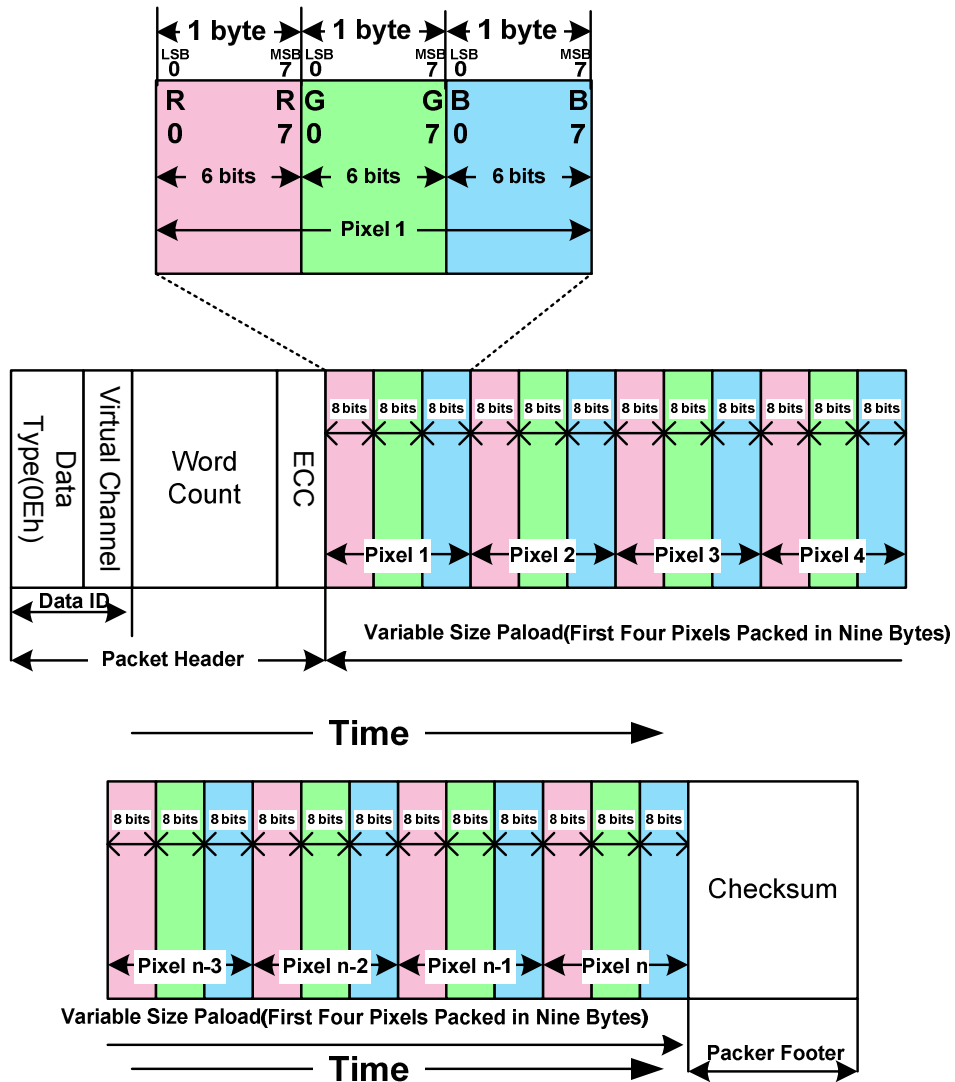 1 byte 1 byte 1 byte
LSB MSB LSB MSB LSB MSB
0 7 0 7 0 7
R R G G B B
0 7 0 7 0 7
6 bits 6 bits 6 bits
Pixel 1
Data Type(0Eh)
Virtual Channel
Word Count
ECC
8 bits 8 bits 8 bits 8 bits 8 bits 8 bits 8 bits 8 bits 8 bits 8 bits 8 bits 8 bits
Pixel 1 Pixel 2 Pixel 3 Pixel 4
Data ID
Variable Size Paload(First Four Pixels Packed in Nine Bytes)
Packet Header
Time
8 bits 8 bits 8 bits 8 bits 8 bits 8 bits 8 bits 8 bits 8 bits 8 bits 8 bits 8 bits
Checksum
Pixel n-3 Pixel n-2 Pixel n-1 Pixel n
Variable Size Paload(First Four Pixels Packed in Nine Bytes)
Packer Footer
Time